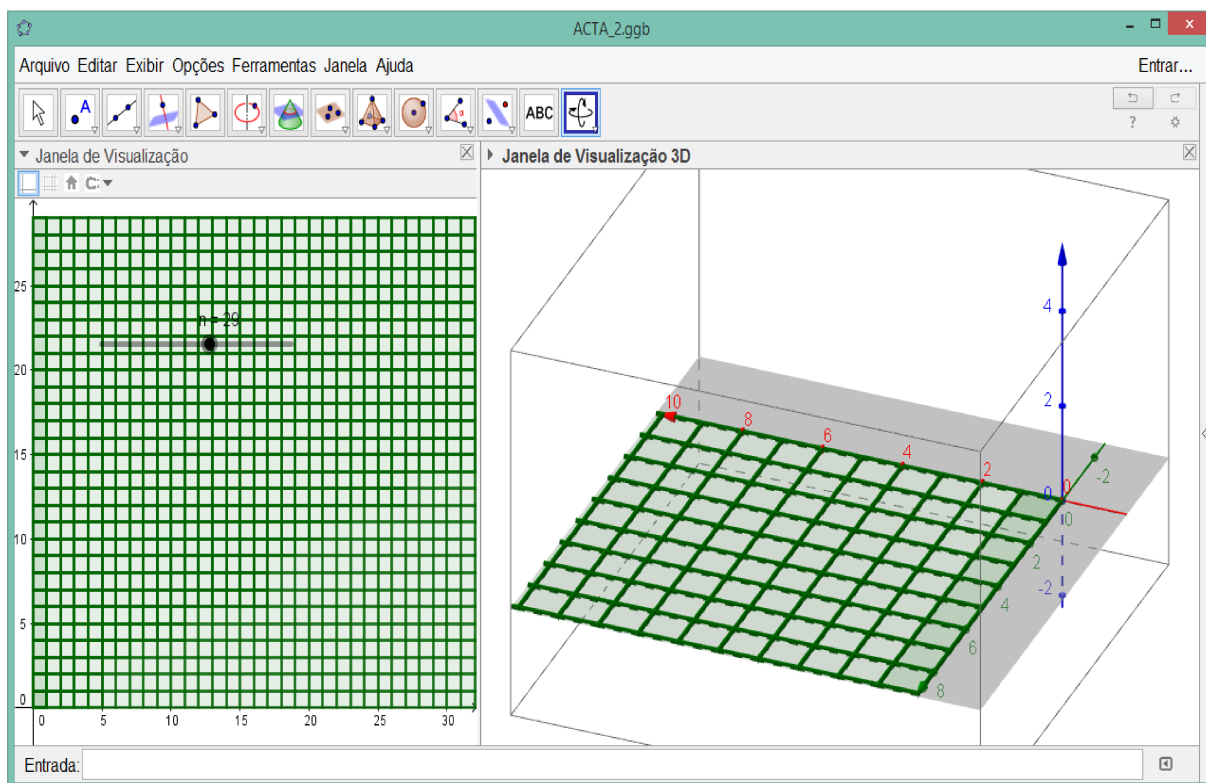 ACTA_2.ggb
Arquivo Editar Exibir Opções Ferramentas Janela Ajuda Entrar...
A ABC ?
Janela de Visualização
C:
25
20
15
10
5
0
n = 29
0 5 10 15 20 25 30
Janela de Visualização 3D
4
2
0
-2
10 8 6 4 2 0
-2
0
2
4
6
8
Entrada: